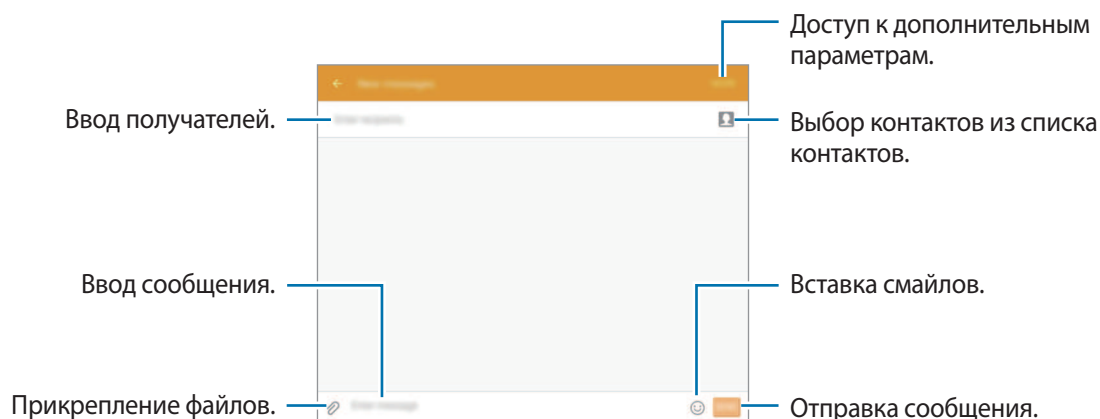 Доступ к дополнительным
параметрам.
Ввод получателей.
Выбор контактов из списка
контактов.
Ввод сообщения.
Вставка смайлов.
Прикрепление файлов.
Отправка сообщения.